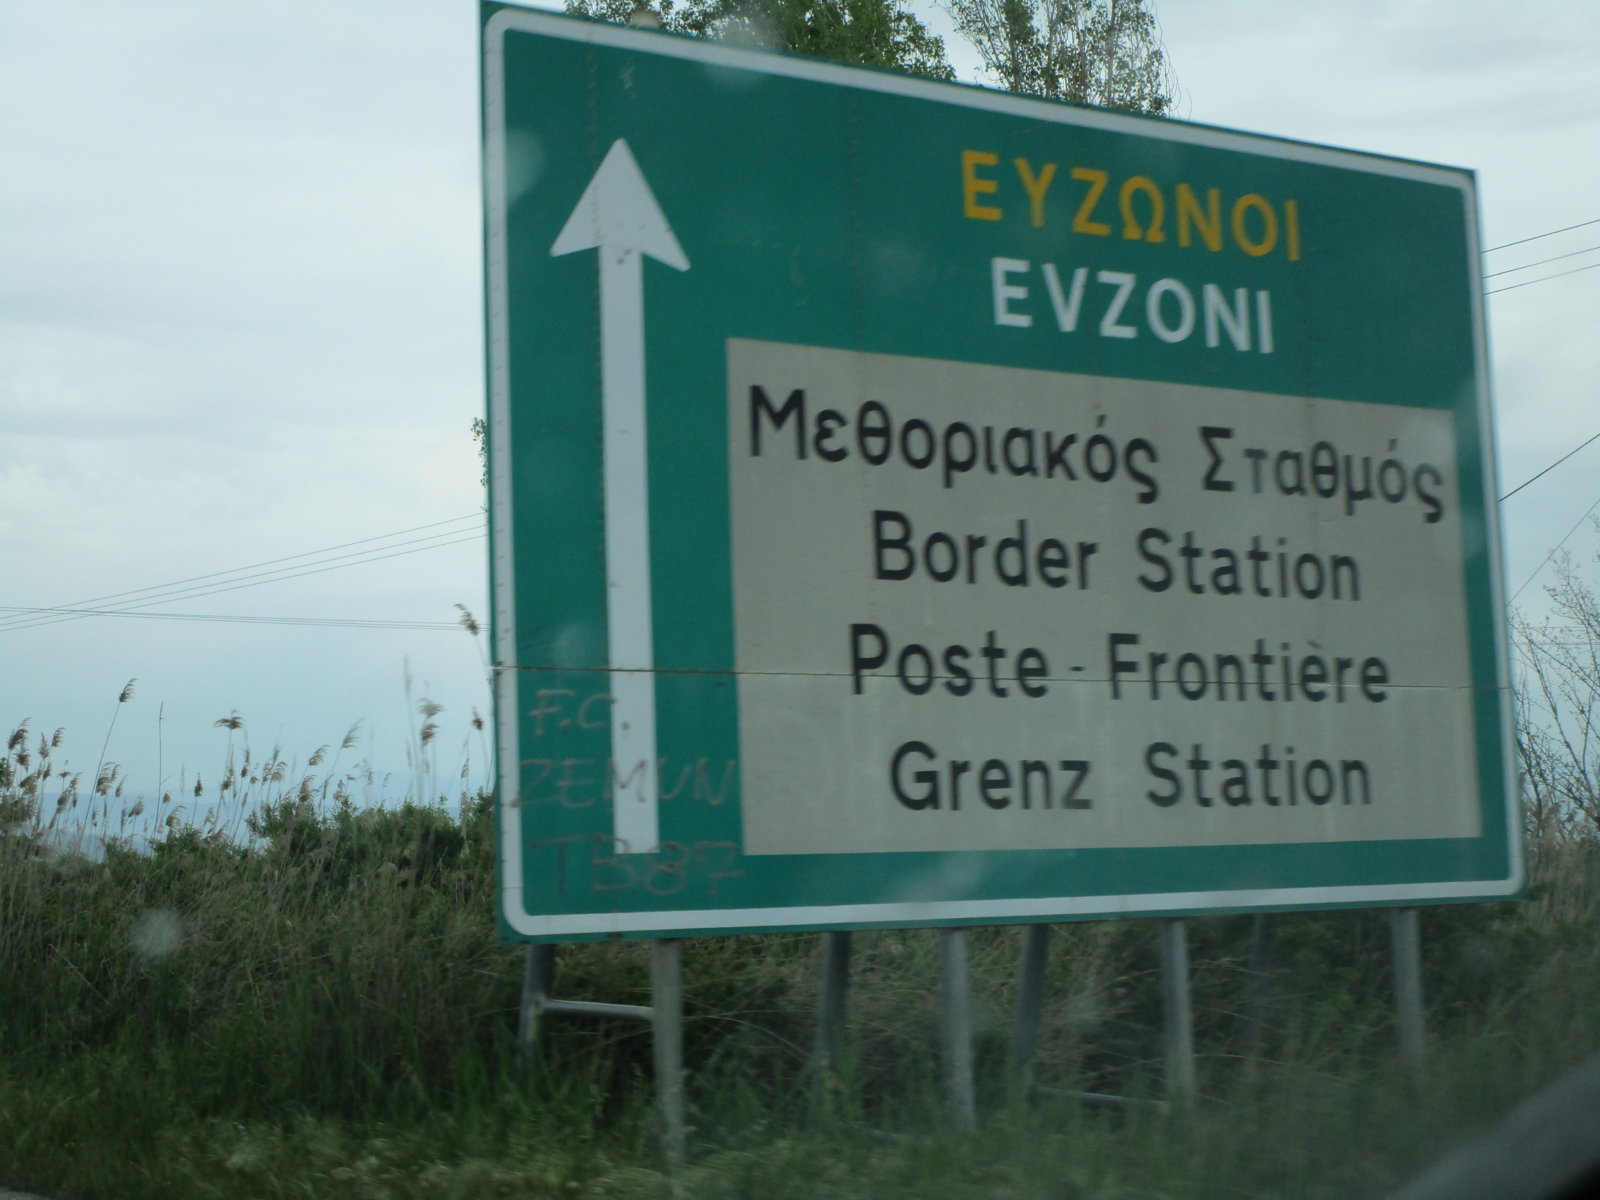 ΕΥΖΩΝΟΙ
EVZONI
Μεθοριακός Σταθμός
Border Station
Poste - Frontière
Grenz Station
F.C.
ZEMUN
TB87